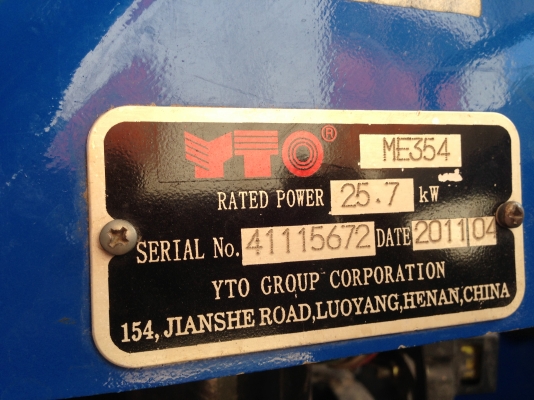 YTO® ME354
RATED POWER 25.7 kW
SERIAL No. 41115672 DATE 2011 04
YTO GROUP CORPORATION
154, JIANSHE ROAD,LUOYANG,HENAN,CHINA